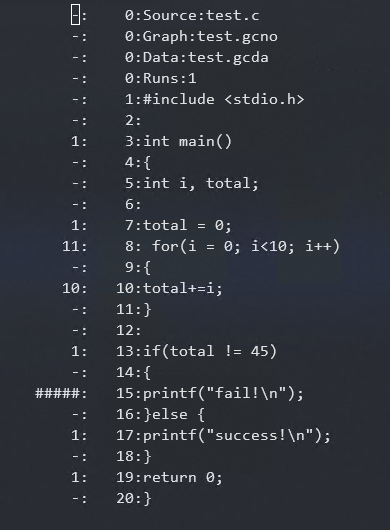 -:    0:Source:test.c
-:    0:Graph:test.gcno
-:    0:Data:test.gcda
-:    0:Runs:1
-:    1:#include <stdio.h>
-:    2:
1:    3:int main()
-:    4:{
-:    5:int i, total;
-:    6:
1:    7:total = 0;
11:    8: for(i = 0; i<10; i++)
-:    9:{
10:   10:total+=i;
-:   11:}
-:   12:
1:   13:if(total != 45)
-:   14:{
#####:   15:printf("fail!\n");
-:   16:}else {
1:   17:printf("success!\n");
-:   18:}
1:   19:return 0;
-:   20:}